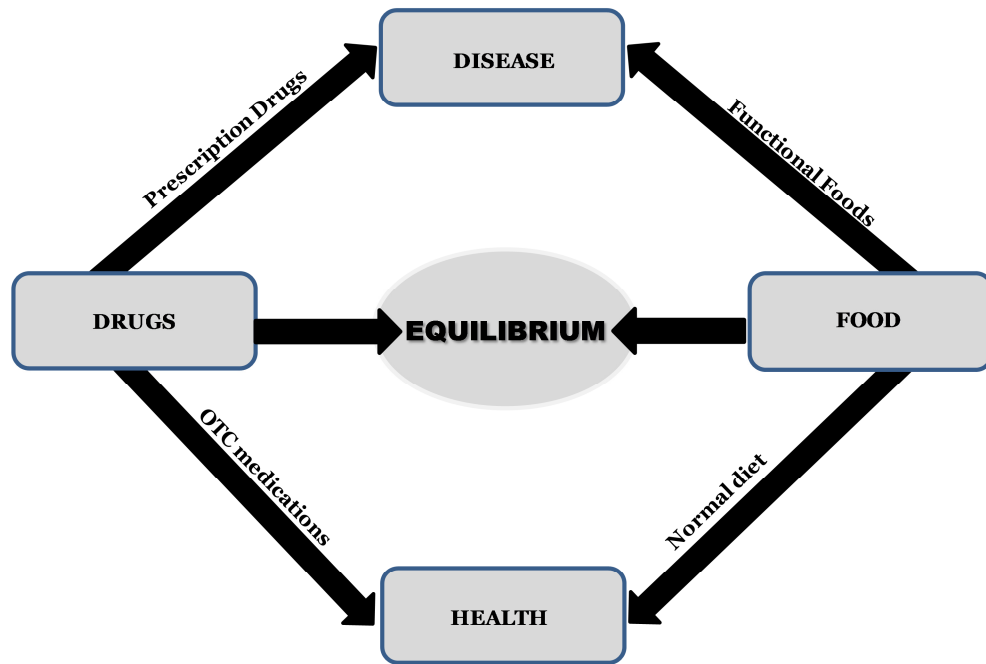 DISEASE
Prescription Drugs
Functional Foods
DRUGS
EQUILIBRIUM
FOOD
OTC medications
Normal diet
HEALTH